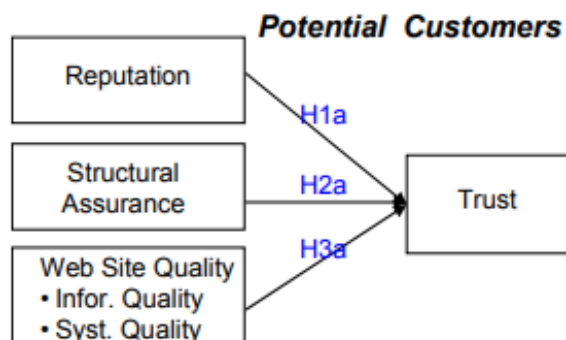 Potential Customers
Reputation
H1a
Structural
Assurance
H2a
Trust
H3a
Web Site Quality
• Infor. Quality
• Syst. Quality